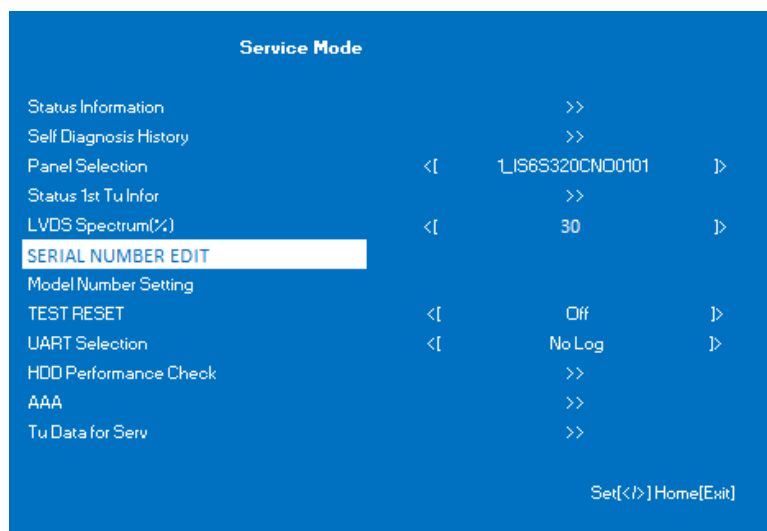 Service Mode
Status Information >>
Self Diagnosis History >>
Panel Selection <[ 1_IS6S320CNO0101 ]>
Status 1st Tu Infor >>
LVDS Spectrum(%) <[ 30 ]>
SERIAL NUMBER EDIT
Model Number Setting
TEST RESET <[ Off ]>
UART Selection <[ No Log ]>
HDD Performance Check >>
AAA >>
Tu Data for Serv >>
Set[</>] Home[Exit]